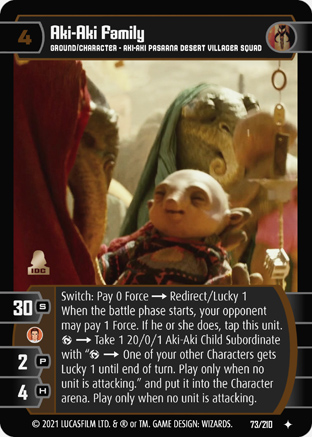 4 Aki-Aki Family
GROUND/CHARACTER - AKI-AKI PASAANA DESERT VILLAGER SQUAD
IDC
30 S
2 P
4 H
Switch: Pay 0 Force → Redirect/Lucky 1
When the battle phase starts, your opponent
may pay 1 Force. If he or she does, tap this unit.
→ Take 1 20/0/1 Aki-Aki Child Subordinate
with “ → One of your other Characters gets
Lucky 1 until end of turn. Play only when no
unit is attacking.” and put it into the Character
arena. Play only when no unit is attacking.
© 2021 LUCASFILM LTD. & ® or TM. GAME DESIGN: WIZARDS. 73/210